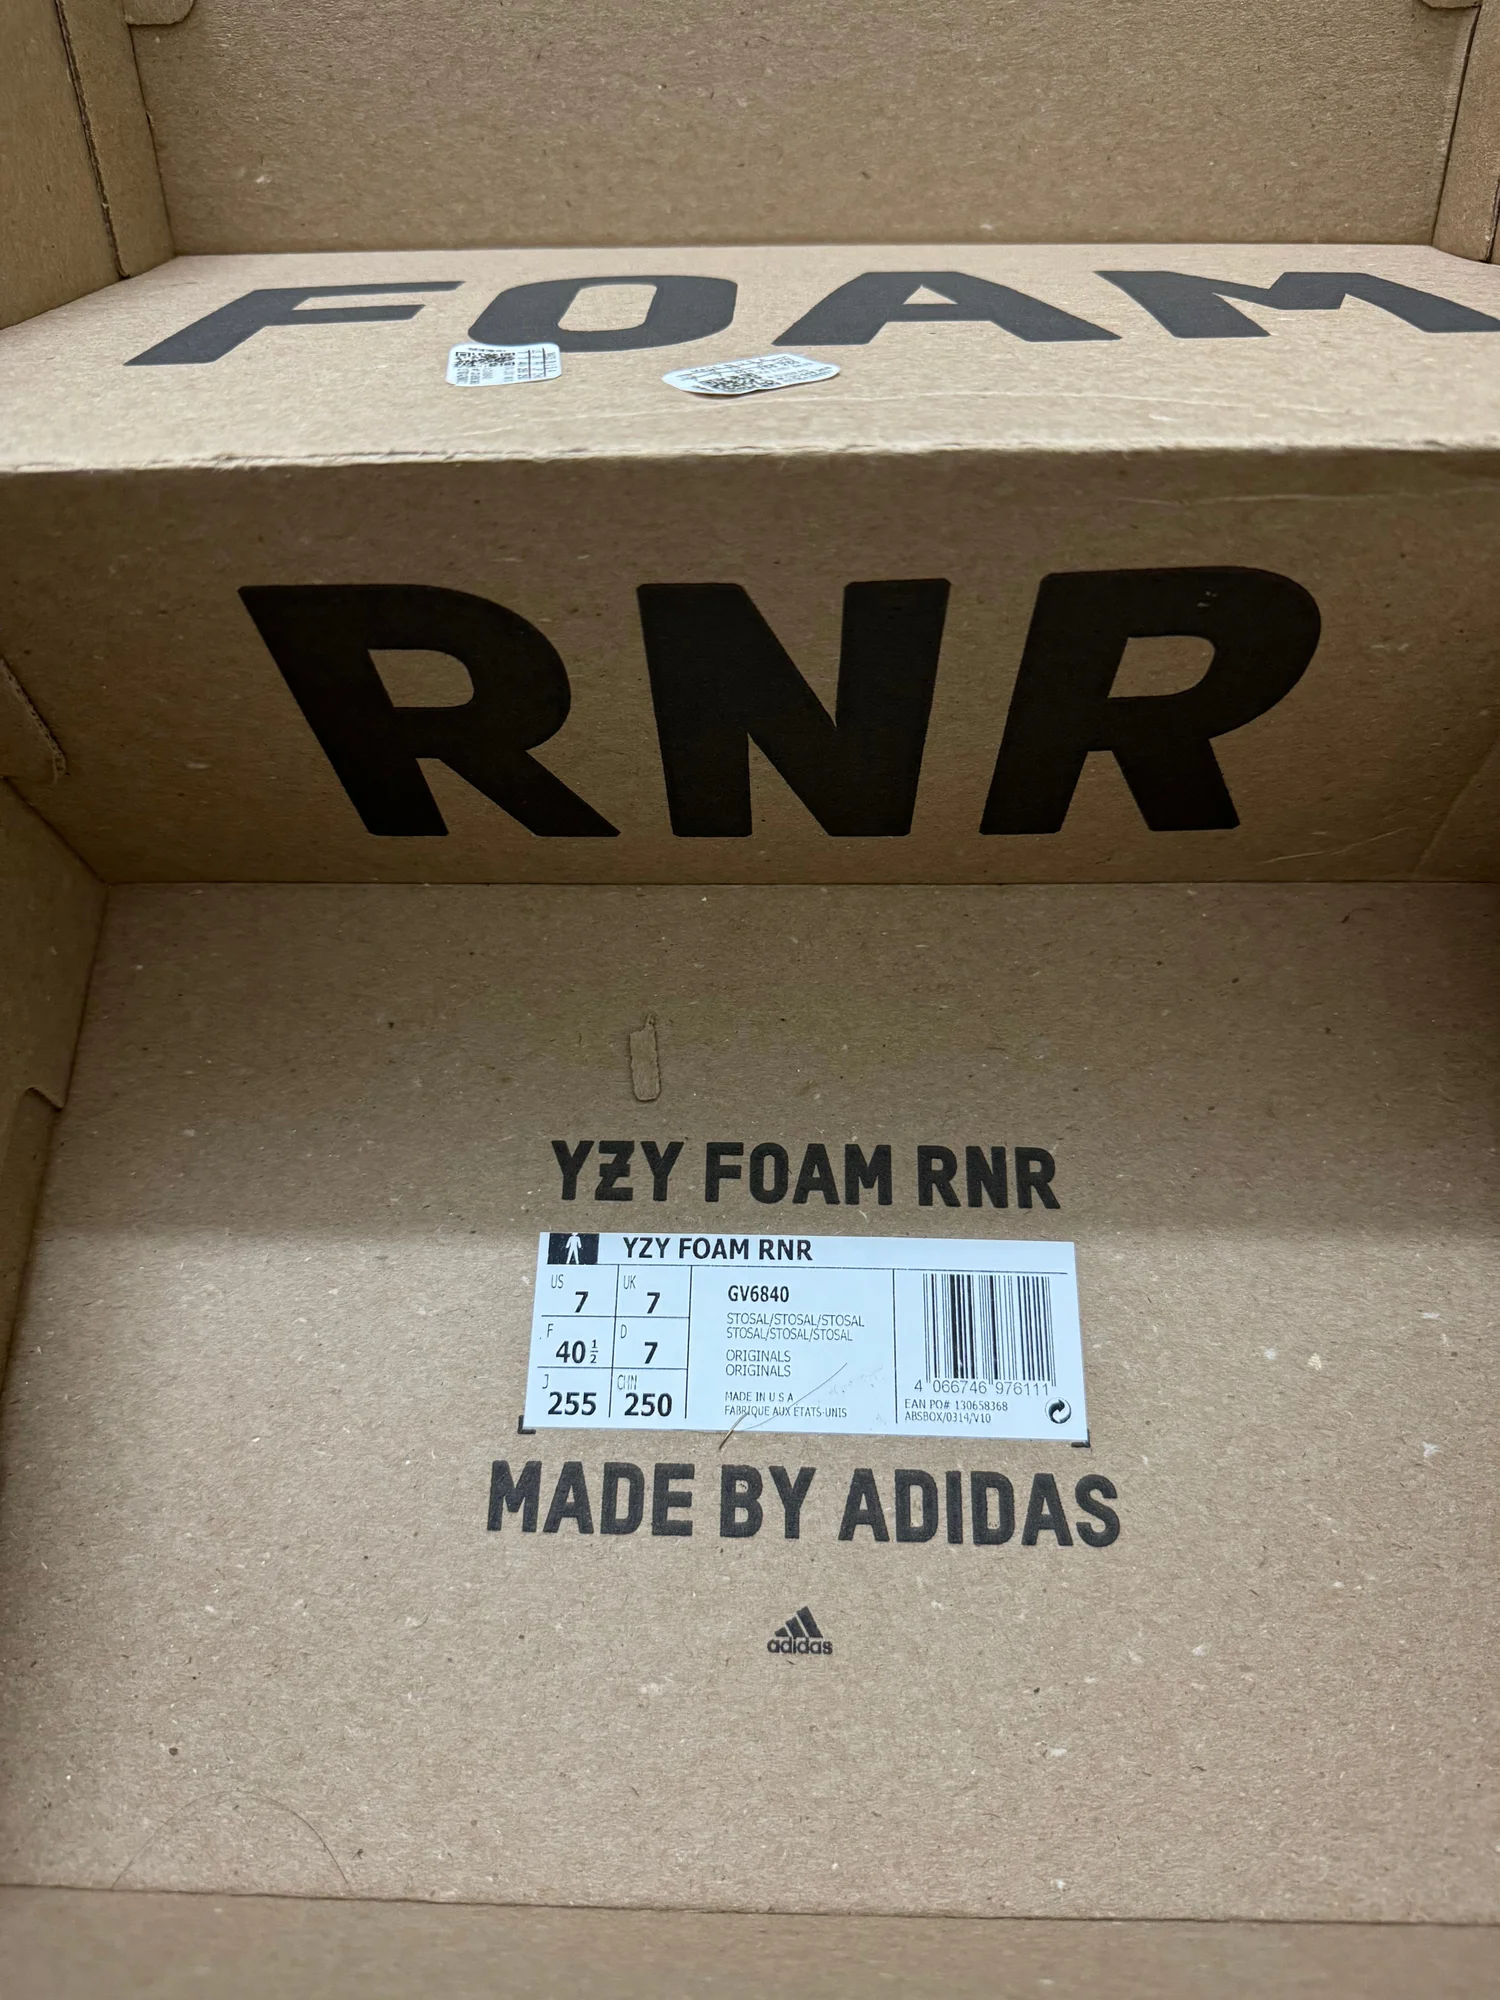 FOAM
RNR
YZY FOAM RNR
YZY FOAM RNR
US 7 UK 7
F 40 1/2 D 7
J 255 CHN 250
GV6840
STOSAL/STOSAL/STOSAL
STOSAL/STOSAL/STOSAL
ORIGINALS
ORIGINALS
MADE IN U S A
FABRIQUE AUX ETATS-UNIS
4 066746 976111
EAN PO# 130658368
ABSBOX/0314/V10
MADE BY ADIDAS
adidas